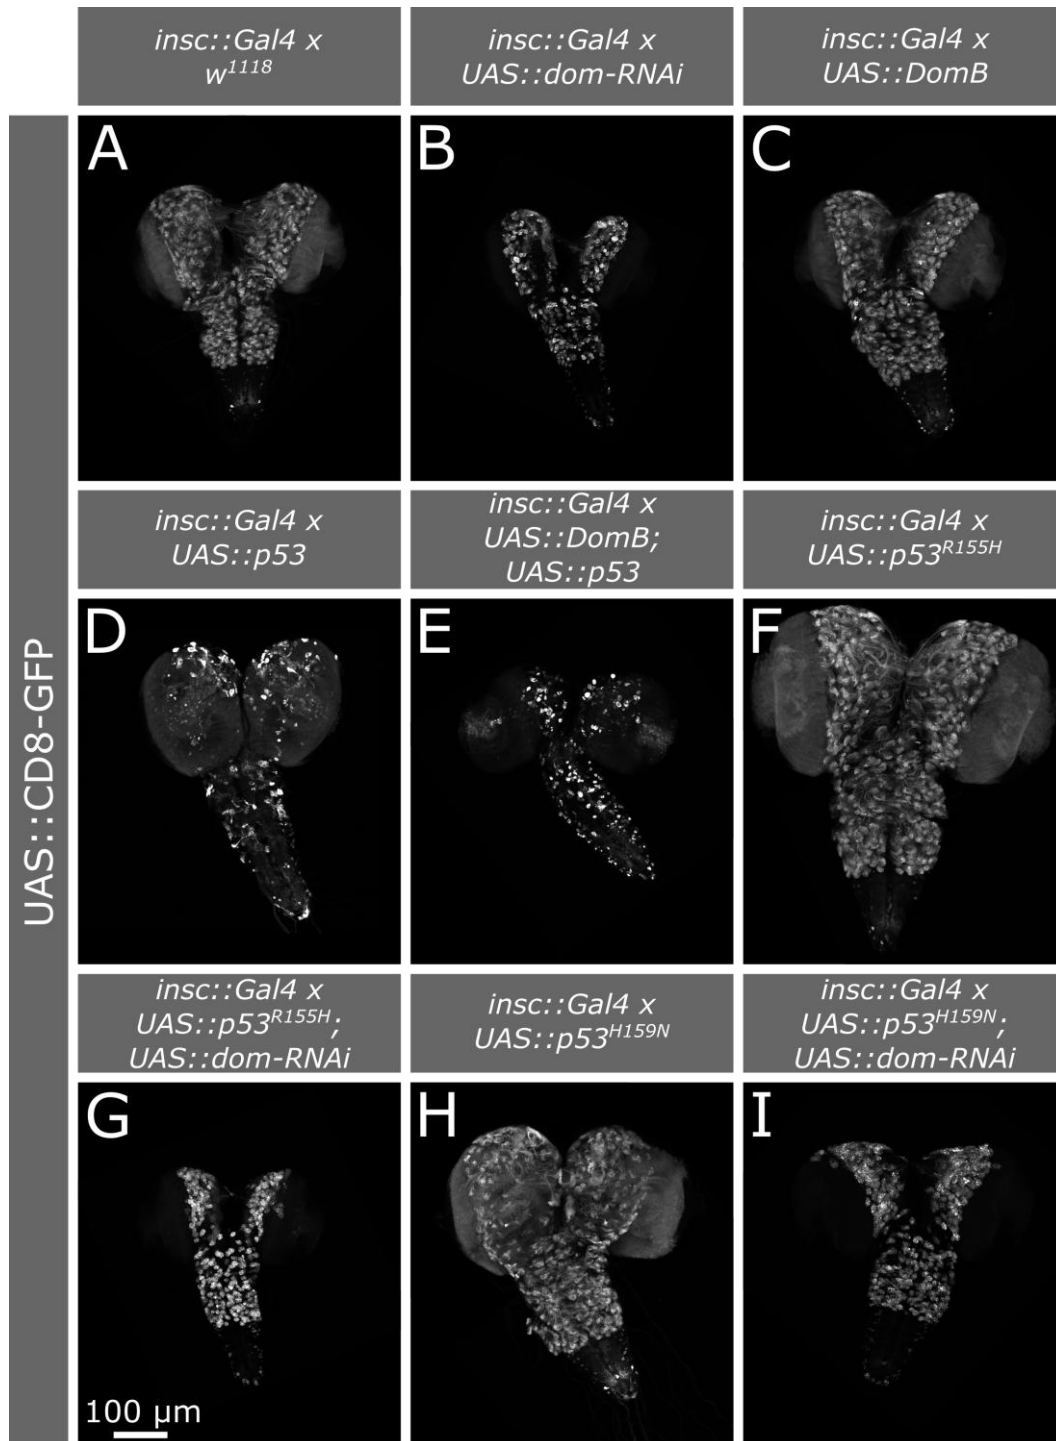 insc::Gal4 x
w1118
insc::Gal4 x
UAS::dom-RNAi
insc::Gal4 x
UAS::DomB
UAS::CD8-GFP
A
B
C
insc::Gal4 x
UAS::p53
insc::Gal4 x
UAS::DomB;
UAS::p53
insc::Gal4 x
UAS::p53R155H
D
E
F
insc::Gal4 x
UAS::p53R155H;
UAS::dom-RNAi
insc::Gal4 x
UAS::p53H159N
insc::Gal4 x
UAS::p53H159N;
UAS::dom-RNAi
G
H
I
100 µm